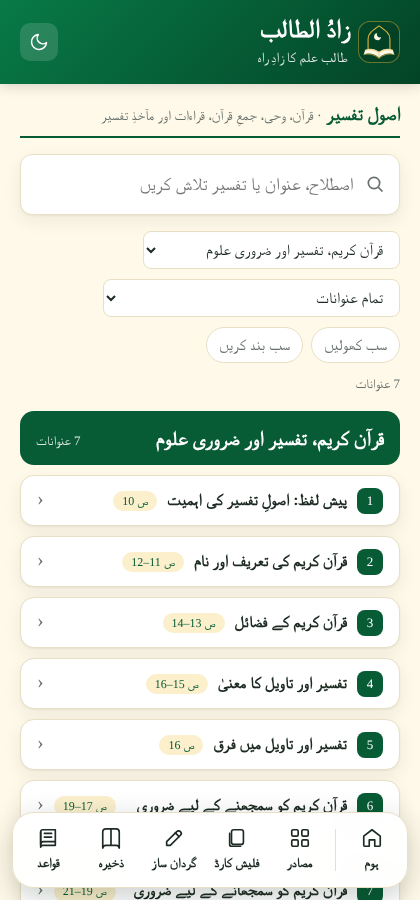 زادُ الطالب
طالب علم کا زادِ راہ
اصول تفسیر · قرآن، وحی، جمعِ قرآن، قراءات اور مآخذِ تفسیر
اصطلاح، عنوان یا تفسیر تلاش کریں
قرآن کریم، تفسیر اور ضروری علوم
تمام عنوانات
سب کھولیں سب بند کریں
7 عنوانات
قرآن کریم، تفسیر اور ضروری علوم 7 عنوانات
1 پیش لفظ: اصولِ تفسیر کی اہمیت ص 10
2 قرآن کریم کی تعریف اور نام ص 11–12
3 قرآن کریم کے فضائل ص 13–14
4 تفسیر اور تاویل کا معنیٰ ص 15–16
5 تفسیر اور تاویل میں فرق ص 16
6 قرآن کریم کو سمجھنے کے لیے ضروری ص 17–19
7 قرآن کریم کو سمجھانے کے لیے ضروری ص 19–21
ہوم مصادر فلیش کارڈ گردان ساز ذخیرہ قواعد